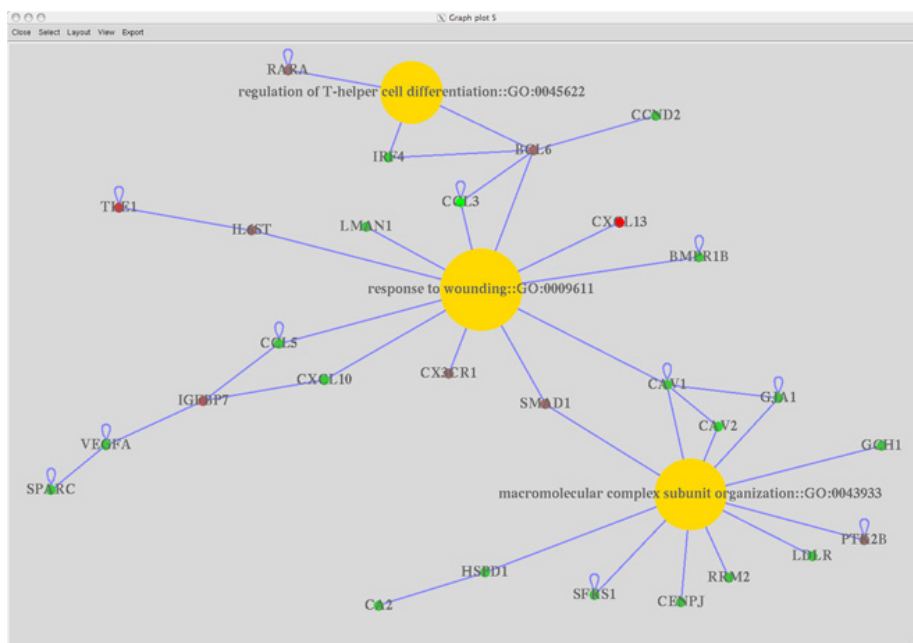 Graph plot 5
Close Select Layout View Export
RARA
regulation of T-helper cell differentiation::GO:0045622
CCND2
IRF4
BCL6
TLE1
IL6ST
LMAN1
CCL3
CXCL13
BMPR1B
response to wounding::GO:0009611
CCL5
CXCL10
CX3CR1
CAV1
GJA1
IGFBP7
SMAD1
CAV2
VEGFA
GCH1
SPARC
macromolecular complex subunit organization::GO:0043933
PTK2B
LDLR
HSPD1
RRM2
SFRS1
CENPJ
CA2